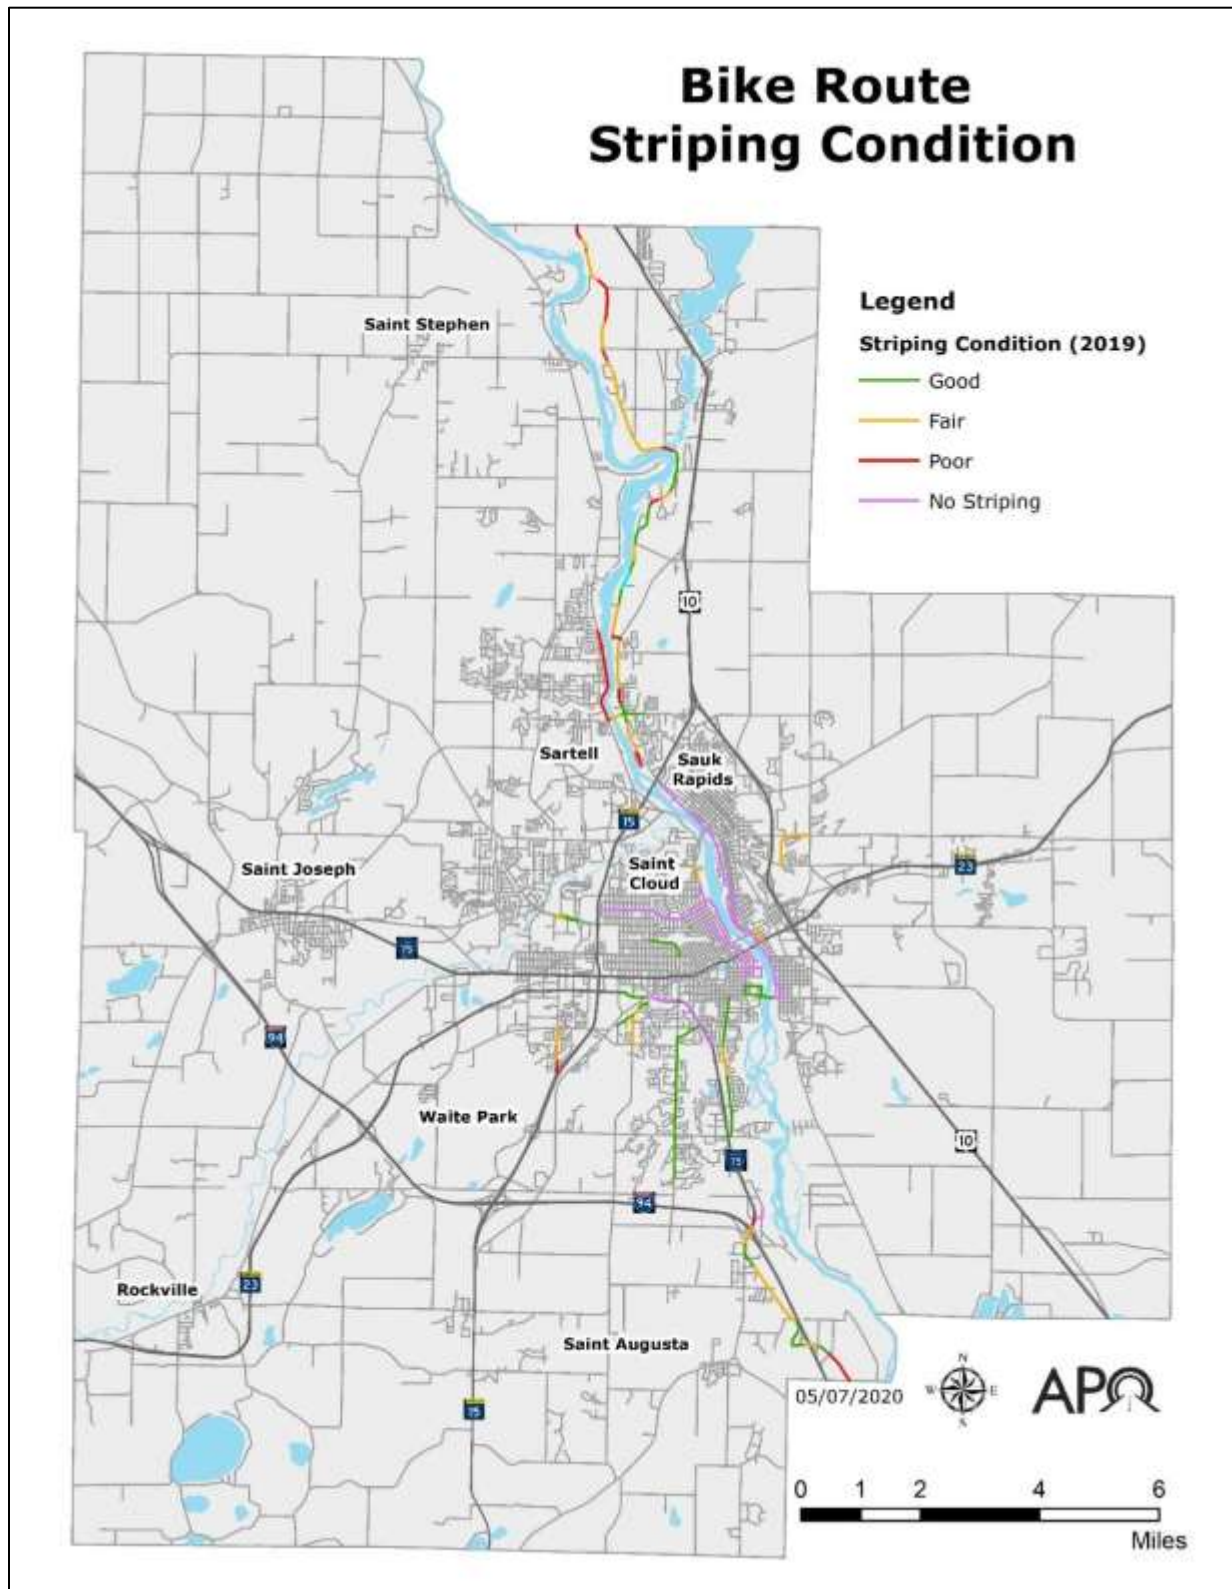 Bike Route
Striping Condition
Legend
Striping Condition (2019)
Good
Fair
Poor
No Striping
Saint Stephen
10
Sartell
Sauk
Rapids
15
Saint
Cloud
23
Saint Joseph
75
94
Waite Park
10
75
94
Rockville
23
Saint Augusta
15
05/07/2020
N
W
E
S
APO
0
1
2
4
6
Miles